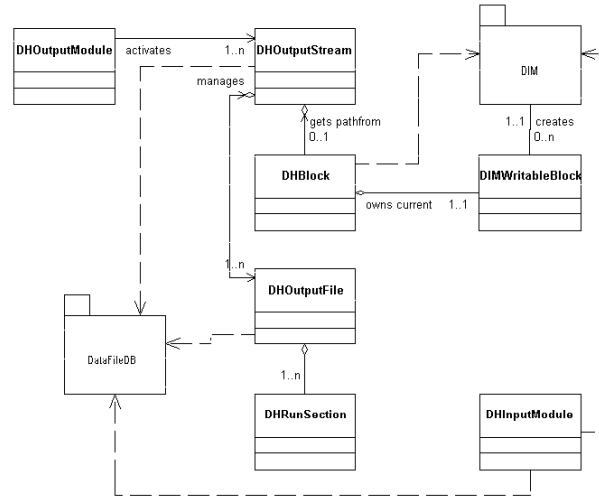 DHOutputModule
activates
1..n
DHOutputStream
manages
DIM
gets pathfrom
0..1
1..1
creates
0..n
DHBlock
owns current
1..1
DIMWritableBlock
1..n
DHOutputFile
DataFileDB
1..n
DHRunSection
DHInputModule